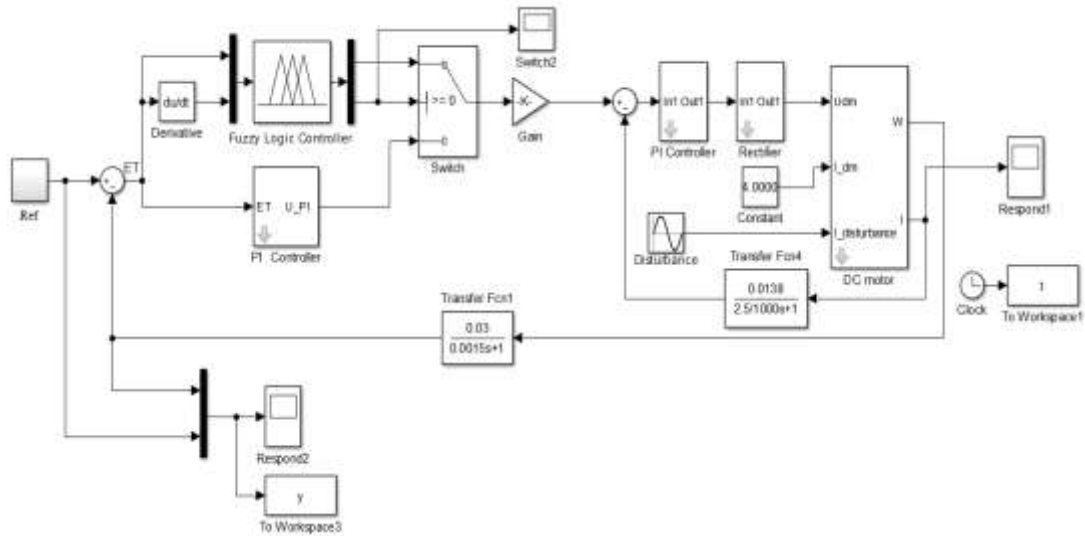 Switch2
du/dt
Derivative
Fuzzy Logic Controller
>= 0
Switch
-K-
Gain
In1 Out1
PI Controller
In1 Out1
Rectifier
Udm
W
I_dm
I
I_disturbance
DC motor
4.0000
Constant
Disturbance
Respond1
ET
Ref
ET U_PI
PI Controller
Transfer Fcn4
0.0138
2.5/1000s+1
Clock
t
To Workspace1
Transfer Fcn1
0.03
0.0015s+1
Respond2
y
To Workspace3